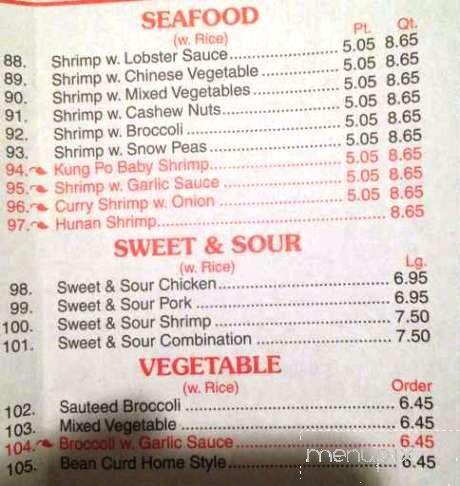 SEAFOOD
(w. Rice) Pt. Qt.
88. Shrimp w. Lobster Sauce 5.05 8.65
89. Shrimp w. Chinese Vegetable 5.05 8.65
90. Shrimp w. Mixed Vegetables 5.05 8.65
91. Shrimp w. Cashew Nuts 5.05 8.65
92. Shrimp w. Broccoli 5.05 8.65
93. Shrimp w. Snow Peas 5.05 8.65
94. Kung Po Baby Shrimp 5.05 8.65
95. Shrimp w. Garlic Sauce 5.05 8.65
96. Curry Shrimp w. Onion 5.05 8.65
97. Hunan Shrimp 8.65
SWEET & SOUR
(w. Rice) Lg.
98. Sweet & Sour Chicken 6.95
99. Sweet & Sour Pork 6.95
100. Sweet & Sour Shrimp 7.50
101. Sweet & Sour Combination 7.50
VEGETABLE
(w. Rice) Order
102. Sauteed Broccoli 6.45
103. Mixed Vegetable 6.45
104. Broccoli w. Garlic Sauce 6.45
105. Bean Curd Home Style 6.45